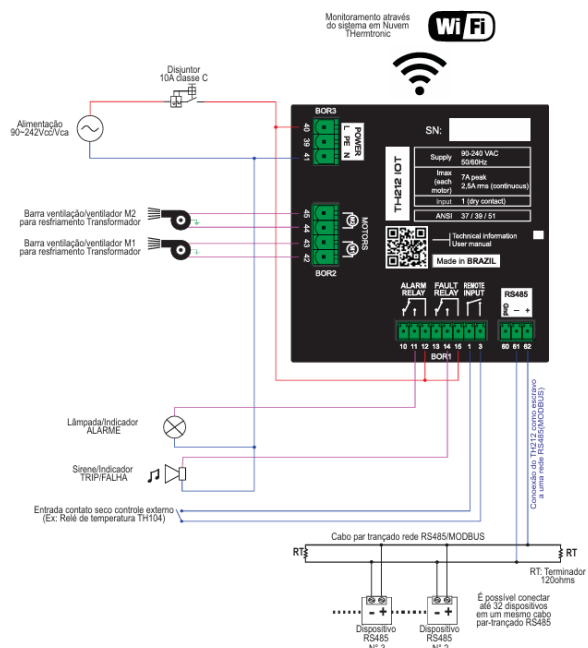 Monitoramento através
do sistema em Nuvem
THermtronic
Wi Fi
Disjuntor
10A classe C
Alimentação
90~242Vcc/Vca
BOR3
40 39 41
L PE N
POWER
SN:
TH212 IOT
Supply 90-240 VAC
50/60Hz
Imax
(each
motor)
7A peak
2,5A rms (continuous)
input 1 (dry contact)
ANSI 37 / 39 / 51
Technical information
User manual
Made in BRAZIL
Barra ventilação/ventilador M2
para resfriamento Transformador
Barra ventilação/ventilador M1
para resfriamento Transformador
45 44 43 42
M2
M1
MOTORS
BOR2
ALARM
RELAY
FAULT
RELAY
REMOTE
INPUT
RS485
Gnd − +
10 11 12 13 14 15 1 3
60 61 62
BOR1
Lâmpada/Indicador
ALARME
Sirene/Indicador
TRIP/FALHA
Conoexão do TH212 como escravo
a uma rede RS485(MODBUS)
Entrada contato seco controle externo
(Ex: Relé de temperatura TH104)
Cabo par trançado rede RS485/MODBUS
RT
RT
RT: Terminador
120ohms
- +
- +
É possível conectar
até 32 dispositivos
em um mesmo cabo
par-trançado RS485
Dispositivo
RS485
N° 3
Dispositivo
RS485
N° 2